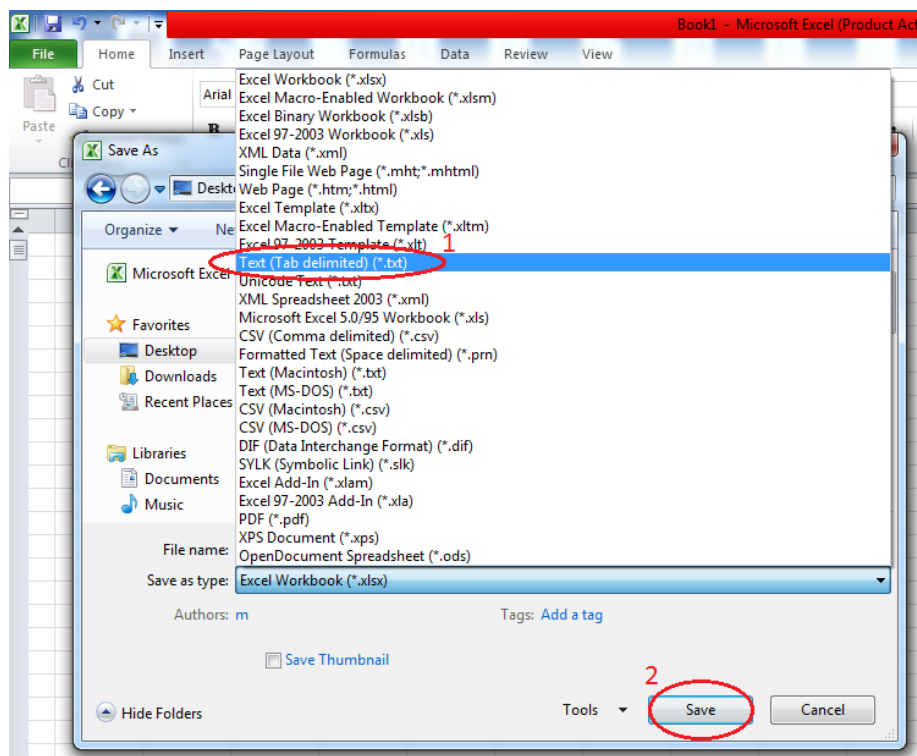 Book1 - Microsoft Excel (Product Act
File Home Insert Page Layout Formulas Data Review View
Cut
Copy
Paste
Arial
B
Save As
Organize
Microsoft Excel
Favorites
Desktop
Downloads
Recent Places
Libraries
Documents
Music
Excel Workbook (*.xlsx)
Excel Macro-Enabled Workbook (*.xlsm)
Excel Binary Workbook (*.xlsb)
Excel 97-2003 Workbook (*.xls)
XML Data (*.xml)
Single File Web Page (*.mht;*.mhtml)
Web Page (*.htm;*.html)
Excel Template (*.xltx)
Excel Macro-Enabled Template (*.xltm)
Excel 97-2003 Template (*.xlt)
1
Text (Tab delimited) (*.txt)
Unicode Text (*.txt)
XML Spreadsheet 2003 (*.xml)
Microsoft Excel 5.0/95 Workbook (*.xls)
CSV (Comma delimited) (*.csv)
Formatted Text (Space delimited) (*.prn)
Text (Macintosh) (*.txt)
Text (MS-DOS) (*.txt)
CSV (Macintosh) (*.csv)
CSV (MS-DOS) (*.csv)
DIF (Data Interchange Format) (*.dif)
SYLK (Symbolic Link) (*.slk)
Excel Add-In (*.xlam)
Excel 97-2003 Add-In (*.xla)
PDF (*.pdf)
XPS Document (*.xps)
OpenDocument Spreadsheet (*.ods)
File name:
Save as type: Excel Workbook (*.xlsx)
Authors: m Tags: Add a tag
Save Thumbnail
2
Hide Folders Tools Save Cancel